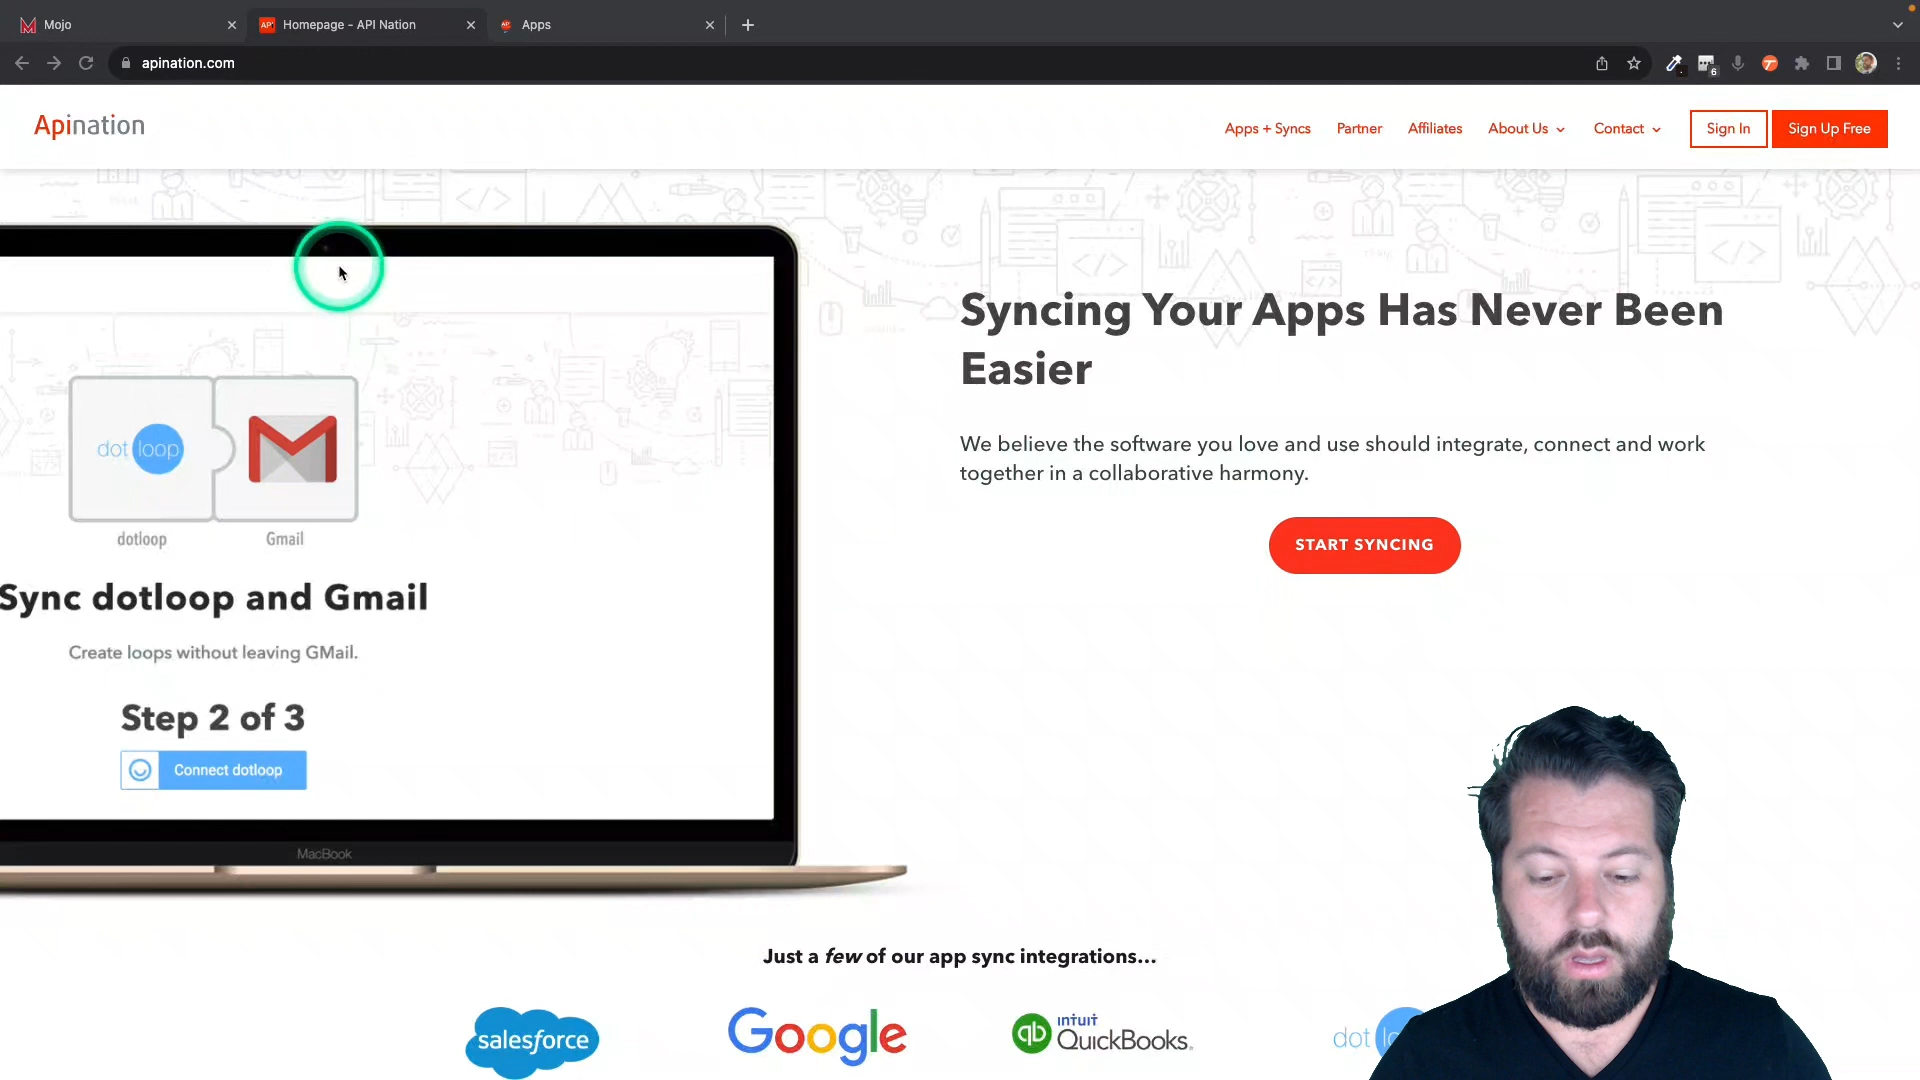 Mojo
Homepage - API Nation
Apps
apination.com
6
Apination
Apps + Syncs
Partner
Affiliates
About Us
Contact
Sign In
Sign Up Free
dot loop
dotloop
Gmail
Sync dotloop and Gmail
Create loops without leaving GMail.
Step 2 of 3
Connect dotloop
MacBook
Syncing Your Apps Has Never Been
Easier
We believe the software you love and use should integrate, connect and work
together in a collaborative harmony.
START SYNCING
Just a few of our app sync integrations...
salesforce
Google
qb
intuit
QuickBooks.
dot